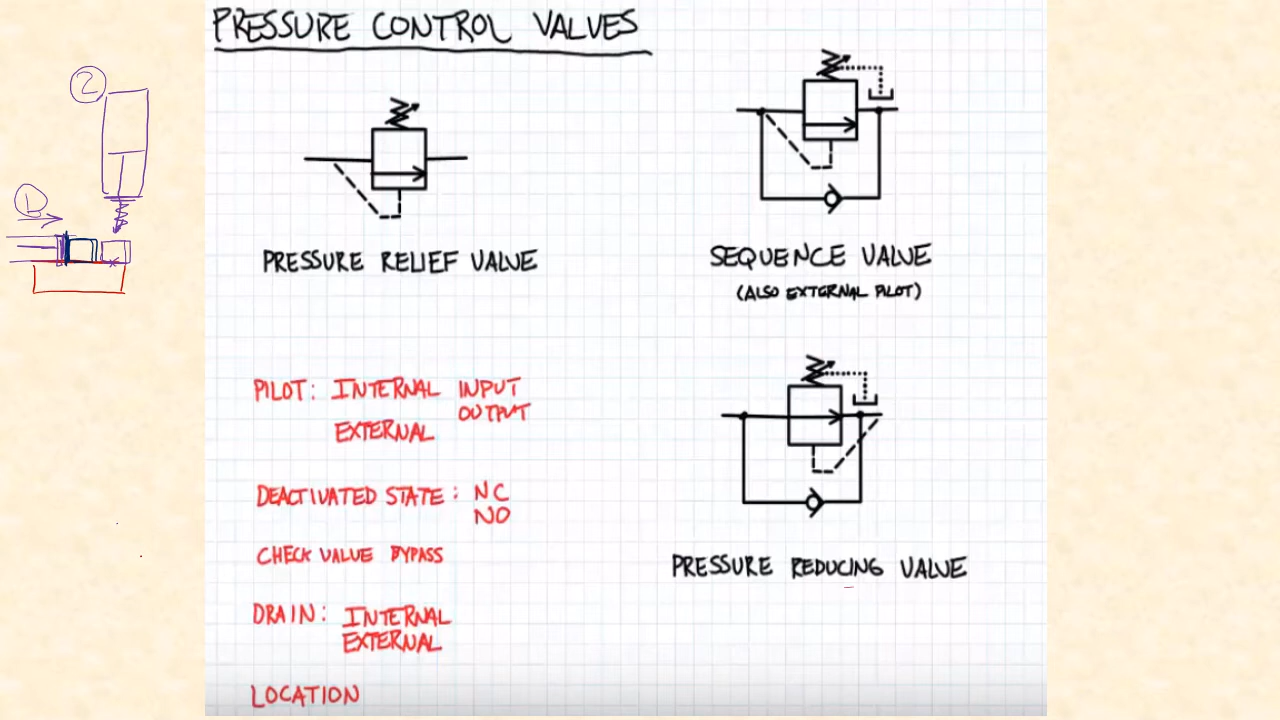 PRESSURE CONTROL VALVES
2
1
PRESSURE RELIEF VALVE
SEQUENCE VALVE
(ALSO EXTERNAL PILOT)
PILOT: INTERNAL INPUT
OUTPUT
EXTERNAL
DEACTIVATED STATE: NC
NO
CHECK VALVE BYPASS
DRAIN: INTERNAL
EXTERNAL
LOCATION
PRESSURE REDUCING VALVE